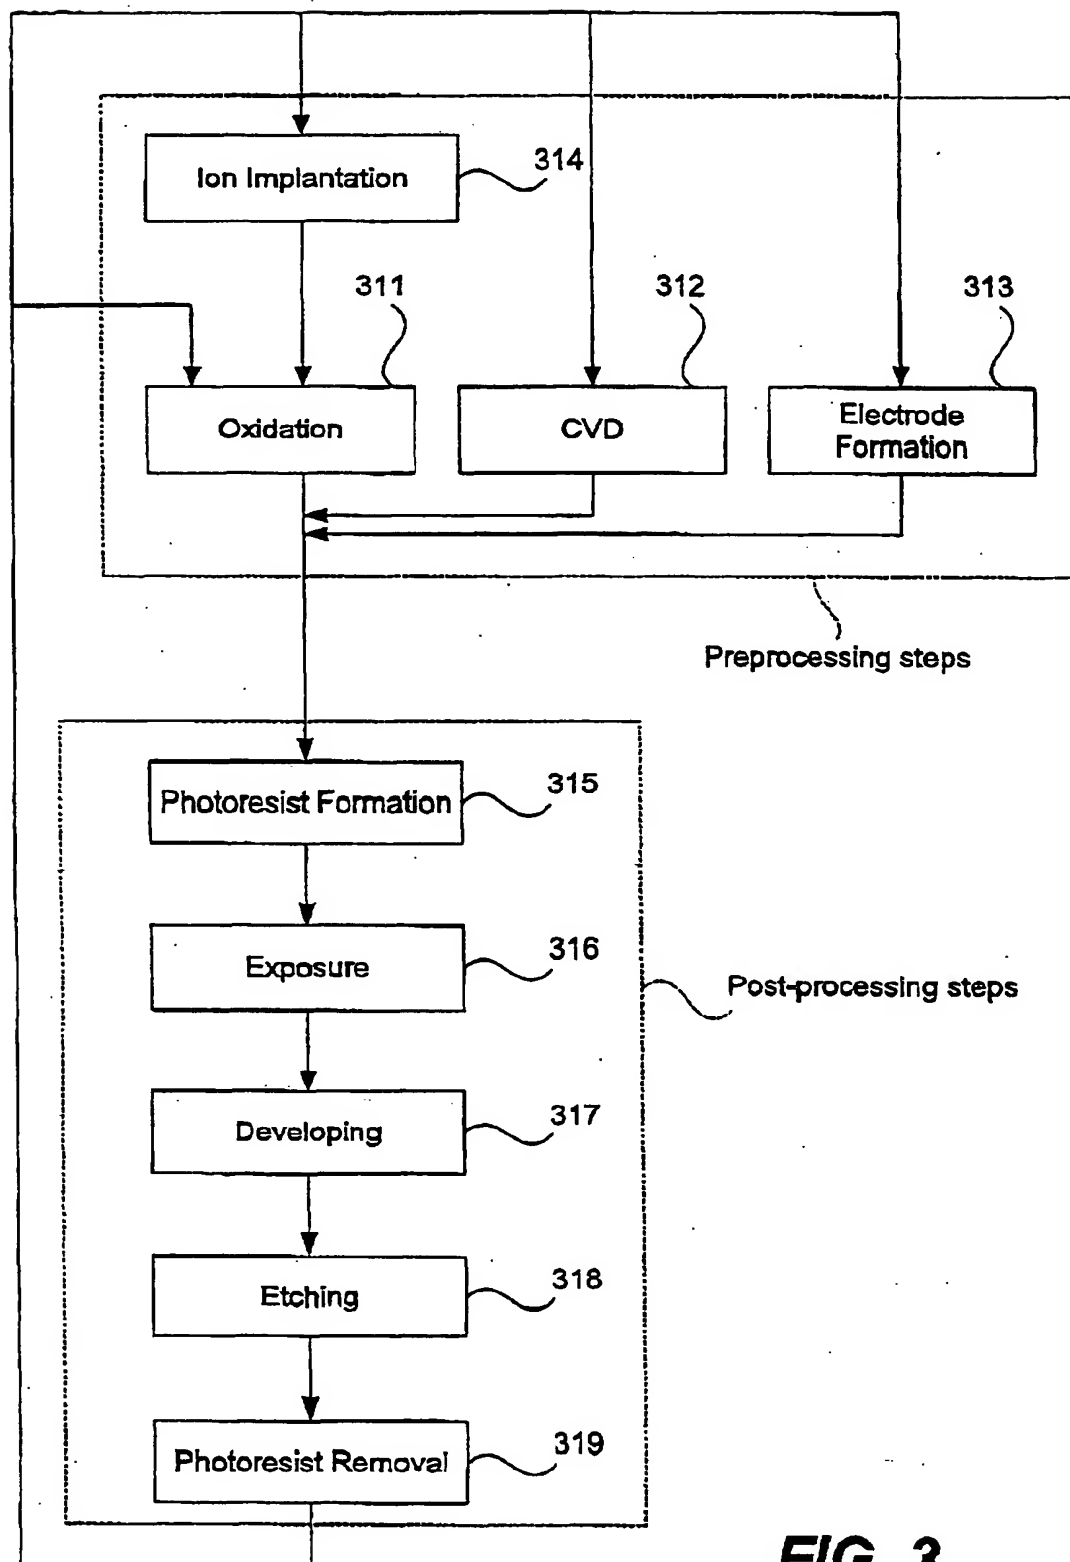 Ion Implantation
314
311
312
313
Oxidation
CVD
Electrode
Formation
Preprocessing steps
Photoresist Formation
315
Exposure
316
Post-processing steps
Developing
317
Etching
318
Photoresist Removal
319
FIG. 3